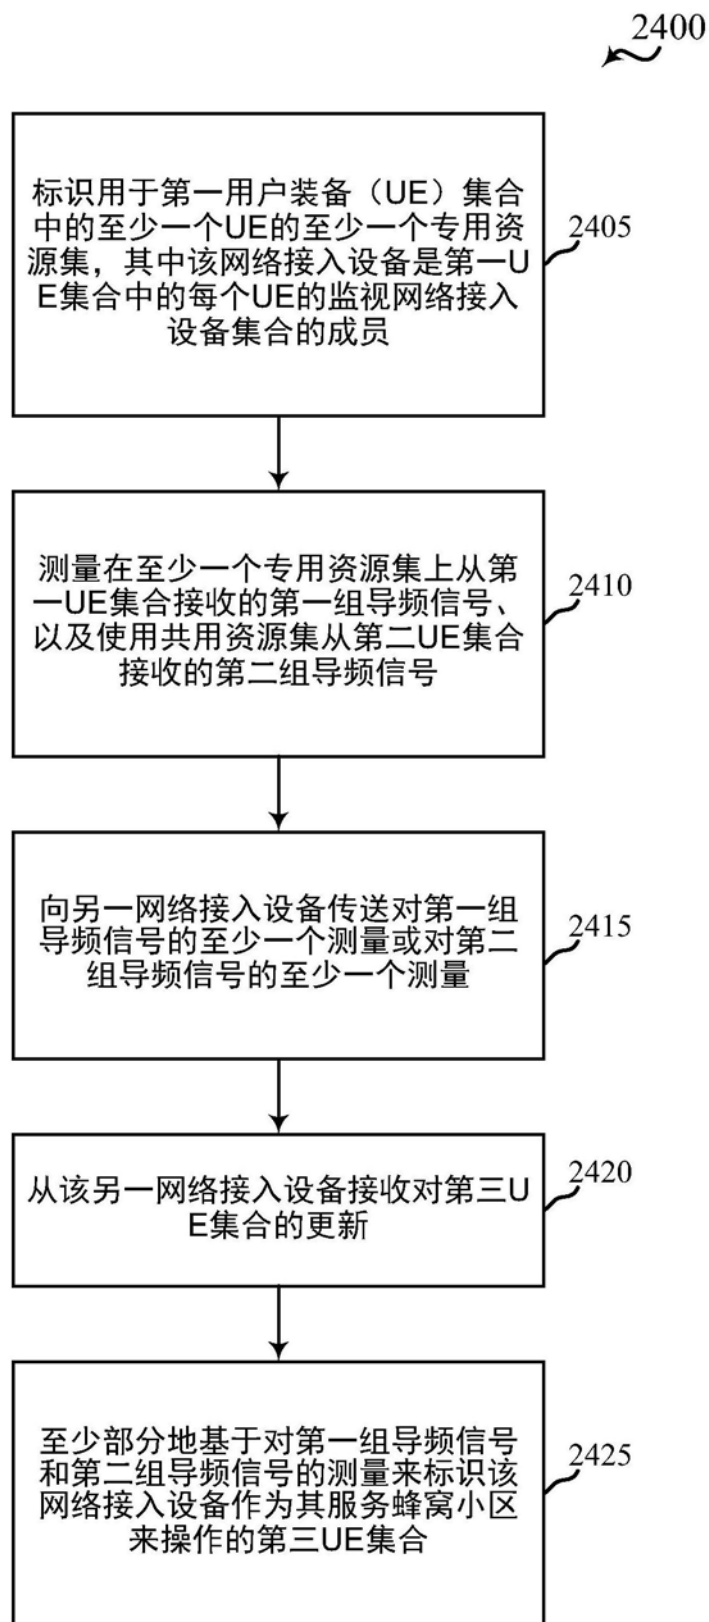 2400
标识用于第一用户装备（UE）集合
中的至少一个UE的至少一个专用资
源集，其中该网络接入设备是第一U
E集合中的每个UE的监视网络接入
设备集合的成员
2405
测量在至少一个专用资源集上从第
一UE集合接收的第一组导频信号、
以及使用共用资源集从第二UE集合
接收的第二组导频信号
2410
向另一网络接入设备传送对第一组
导频信号的至少一个测量或对第二
组导频信号的至少一个测量
2415
从该另一网络接入设备接收对第三U
E集合的更新
2420
至少部分地基于对第一组导频信号
和第二组导频信号的测量来标识该
网络接入设备作为其服务蜂窝小区
来操作的第三UE集合
2425